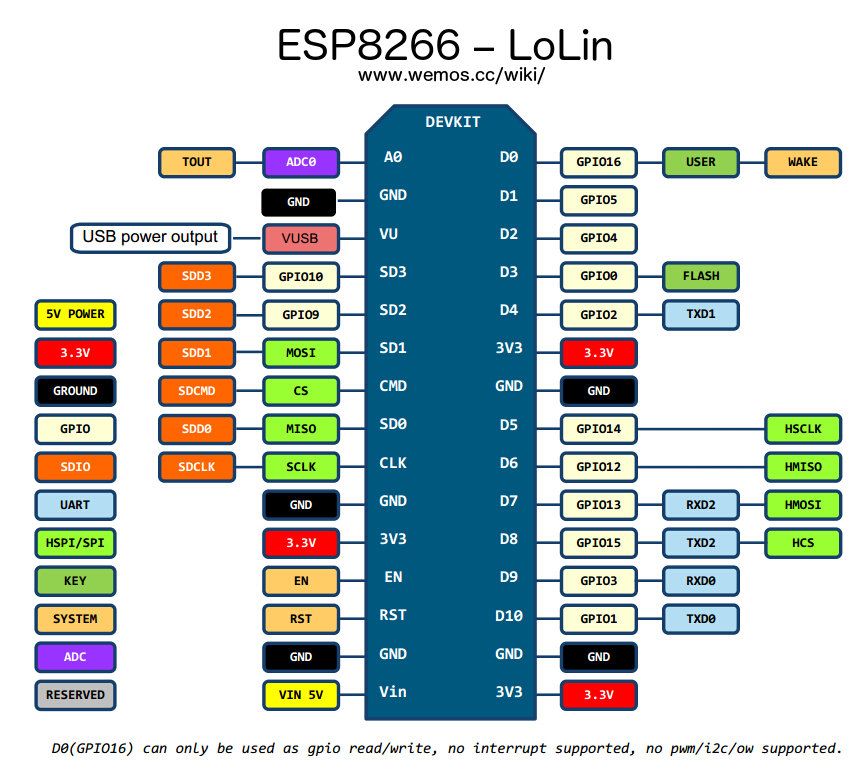 ESP8266 – LoLin
www.wemos.cc/wiki/
DEVKIT
TOUT ADC0 A0 D0 GPIO16 USER WAKE
GND GND D1 GPIO5
USB power output VUSB VU D2 GPIO4
SDD3 GPIO10 SD3 D3 GPIO0 FLASH
5V POWER SDD2 GPIO9 SD2 D4 GPIO2 TXD1
3.3V SDD1 MOSI SD1 3V3 3.3V
GROUND SDCMD CS CMD GND GND
GPIO SDD0 MISO SD0 D5 GPIO14 HSCLK
SDIO SDCLK SCLK CLK D6 GPIO12 HMISO
UART GND GND D7 GPIO13 RXD2 HMOSI
HSPI/SPI 3.3V 3V3 D8 GPIO15 TXD2 HCS
KEY EN EN D9 GPIO3 RXD0
SYSTEM RST RST D10 GPIO1 TXD0
ADC GND GND GND GND
RESERVED VIN 5V Vin 3V3 3.3V
D0(GPIO16) can only be used as gpio read/write, no interrupt supported, no pwm/i2c/ow supported.